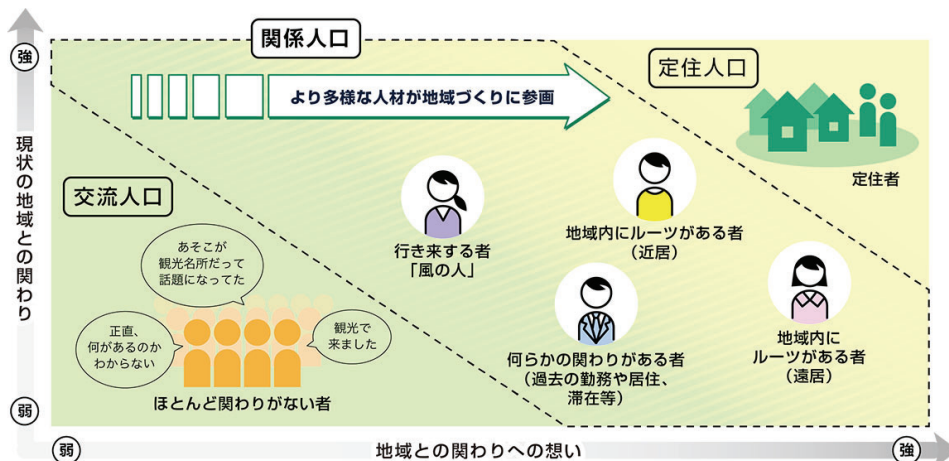 強
関係人口
より多様な人材が地域づくりに参画
定住人口
定住者
現状の地域との関わり
交流人口
あそこが
観光名所だって
話題になってた
正直、
何があるのか
わからない
観光で
来ました
ほとんど関わりがない者
行き来する者
「風の人」
地域内にルーツがある者
(近居)
何らかの関わりがある者
(過去の勤務や居住、
滞在等)
地域内に
ルーツがある者
(遠居)
弱
弱
地域との関わりへの想い
強